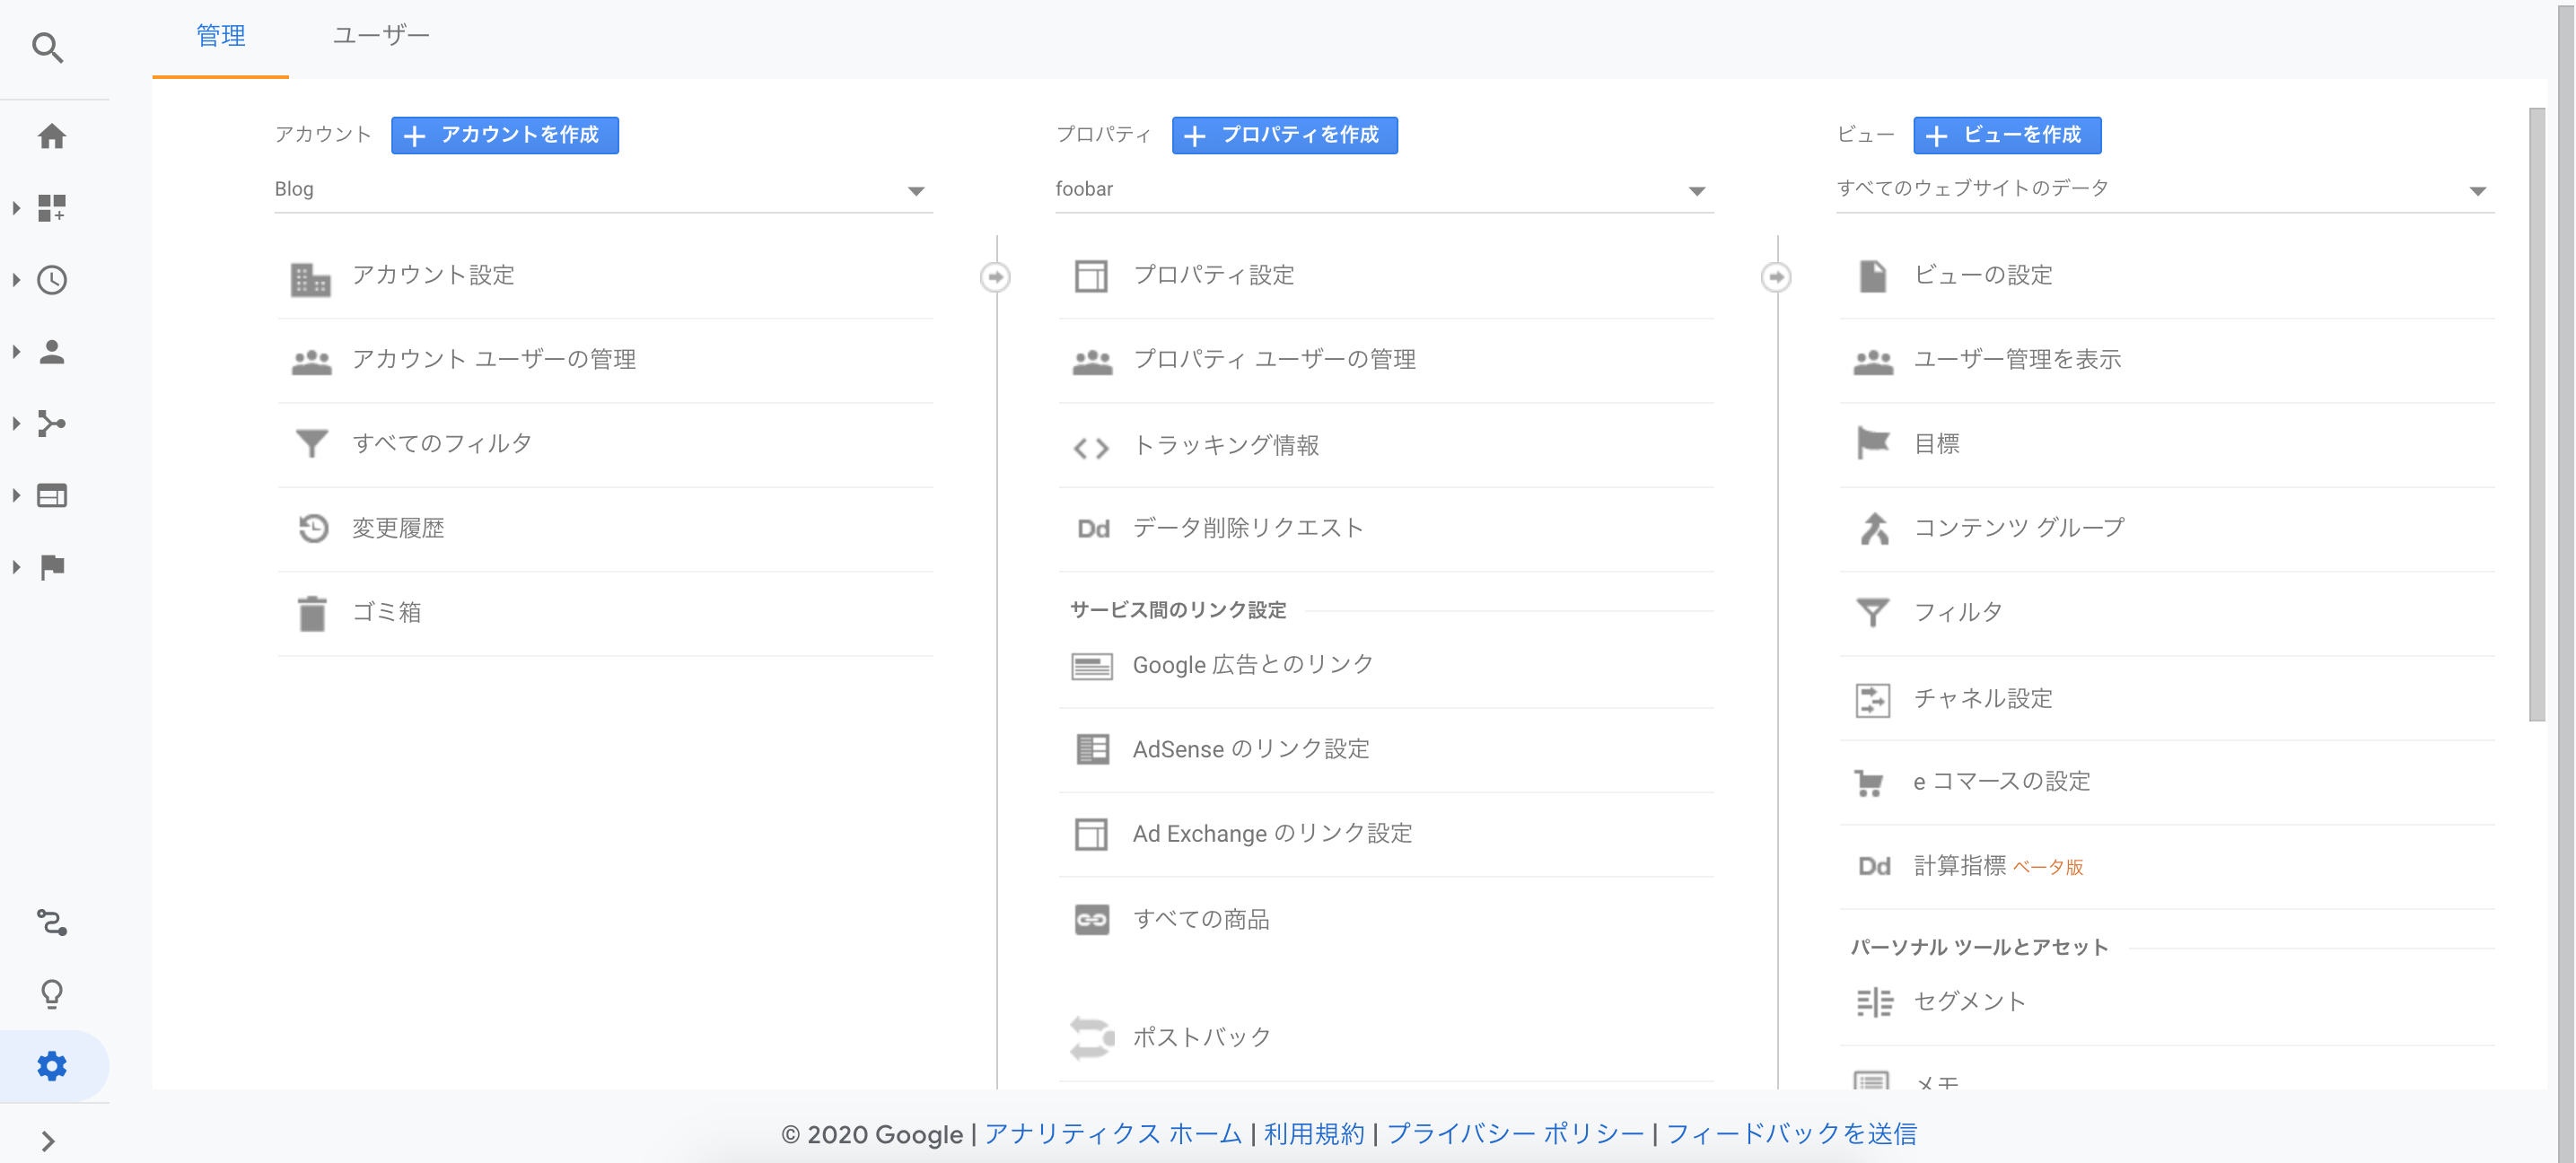 管理
ユーザー
アカウント
アカウントを作成
Blog
アカウント設定
アカウント ユーザーの管理
すべてのフィルタ
変更履歴
ゴミ箱
プロパティ
プロパティを作成
foobar
プロパティ設定
プロパティ ユーザーの管理
トラッキング情報
Dd データ削除リクエスト
サービス間のリンク設定
Google 広告とのリンク
AdSense のリンク設定
Ad Exchange のリンク設定
すべての商品
ポストバック
ビュー
ビューを作成
すべてのウェブサイトのデータ
ビューの設定
ユーザー管理を表示
目標
コンテンツ グループ
フィルタ
チャネル設定
e コマースの設定
Dd 計算指標 ベータ版
パーソナル ツールとアセット
セグメント
メモ
© 2020 Google | アナリティクス ホーム | 利用規約 | プライバシー ポリシー | フィードバックを送信